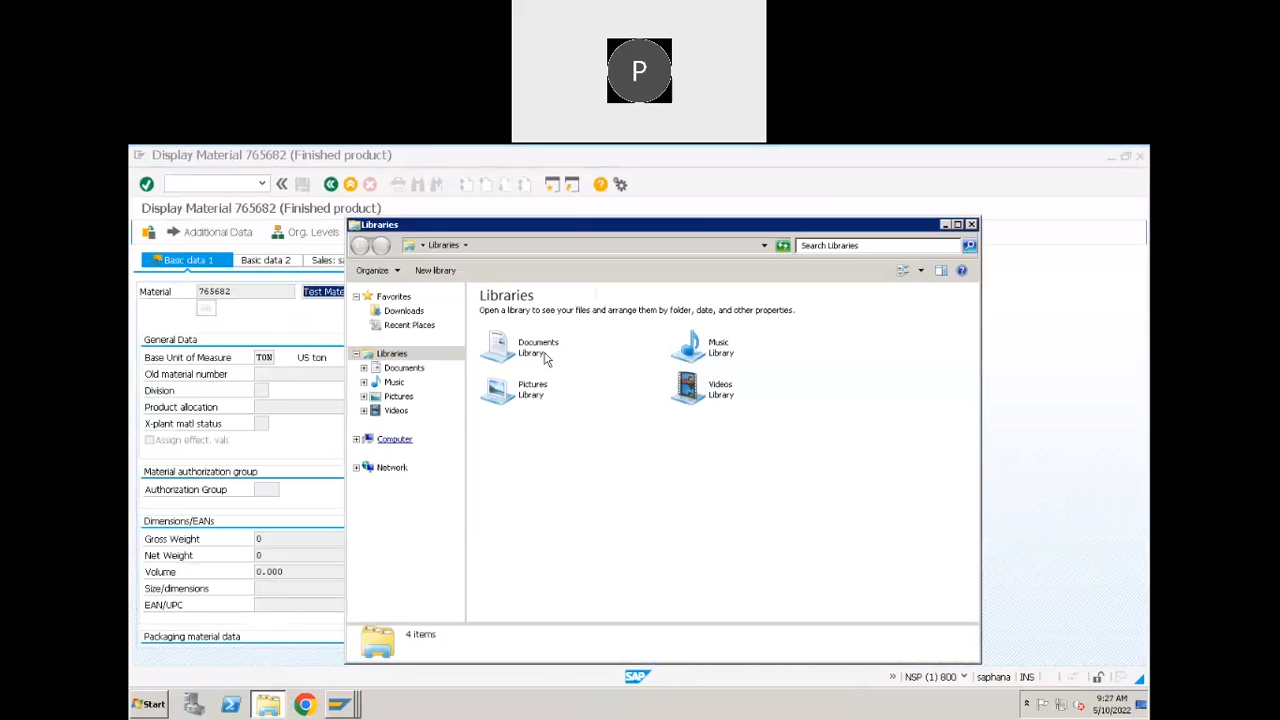 P
Display Material 765682 (Finished product)
Display Material 765682 (Finished product)
Additional Data
Org. Levels
Basic data 1
Basic data 2
Sales: sa
Material
765682
Test Mate
General Data
Base Unit of Measure
TON
US ton
Old material number
Division
Product allocation
X-plant matl status
Assign effect. vals
Material authorization group
Authorization Group
Dimensions/EANs
Gross Weight
0
Net Weight
0
Volume
0.000
Size/dimensions
EAN/UPC
Packaging material data
Libraries
Libraries
Search Libraries
Organize
New library
Favorites
Downloads
Recent Places
Libraries
Documents
Music
Pictures
Videos
Computer
Network
Libraries
Open a library to see your files and arrange them by folder, date, and other properties.
Documents
Library
Music
Library
Pictures
Library
Videos
Library
4 items
SAP
NSP (1) 800
saphana
INS
Start
9:27 AM
5/10/2022